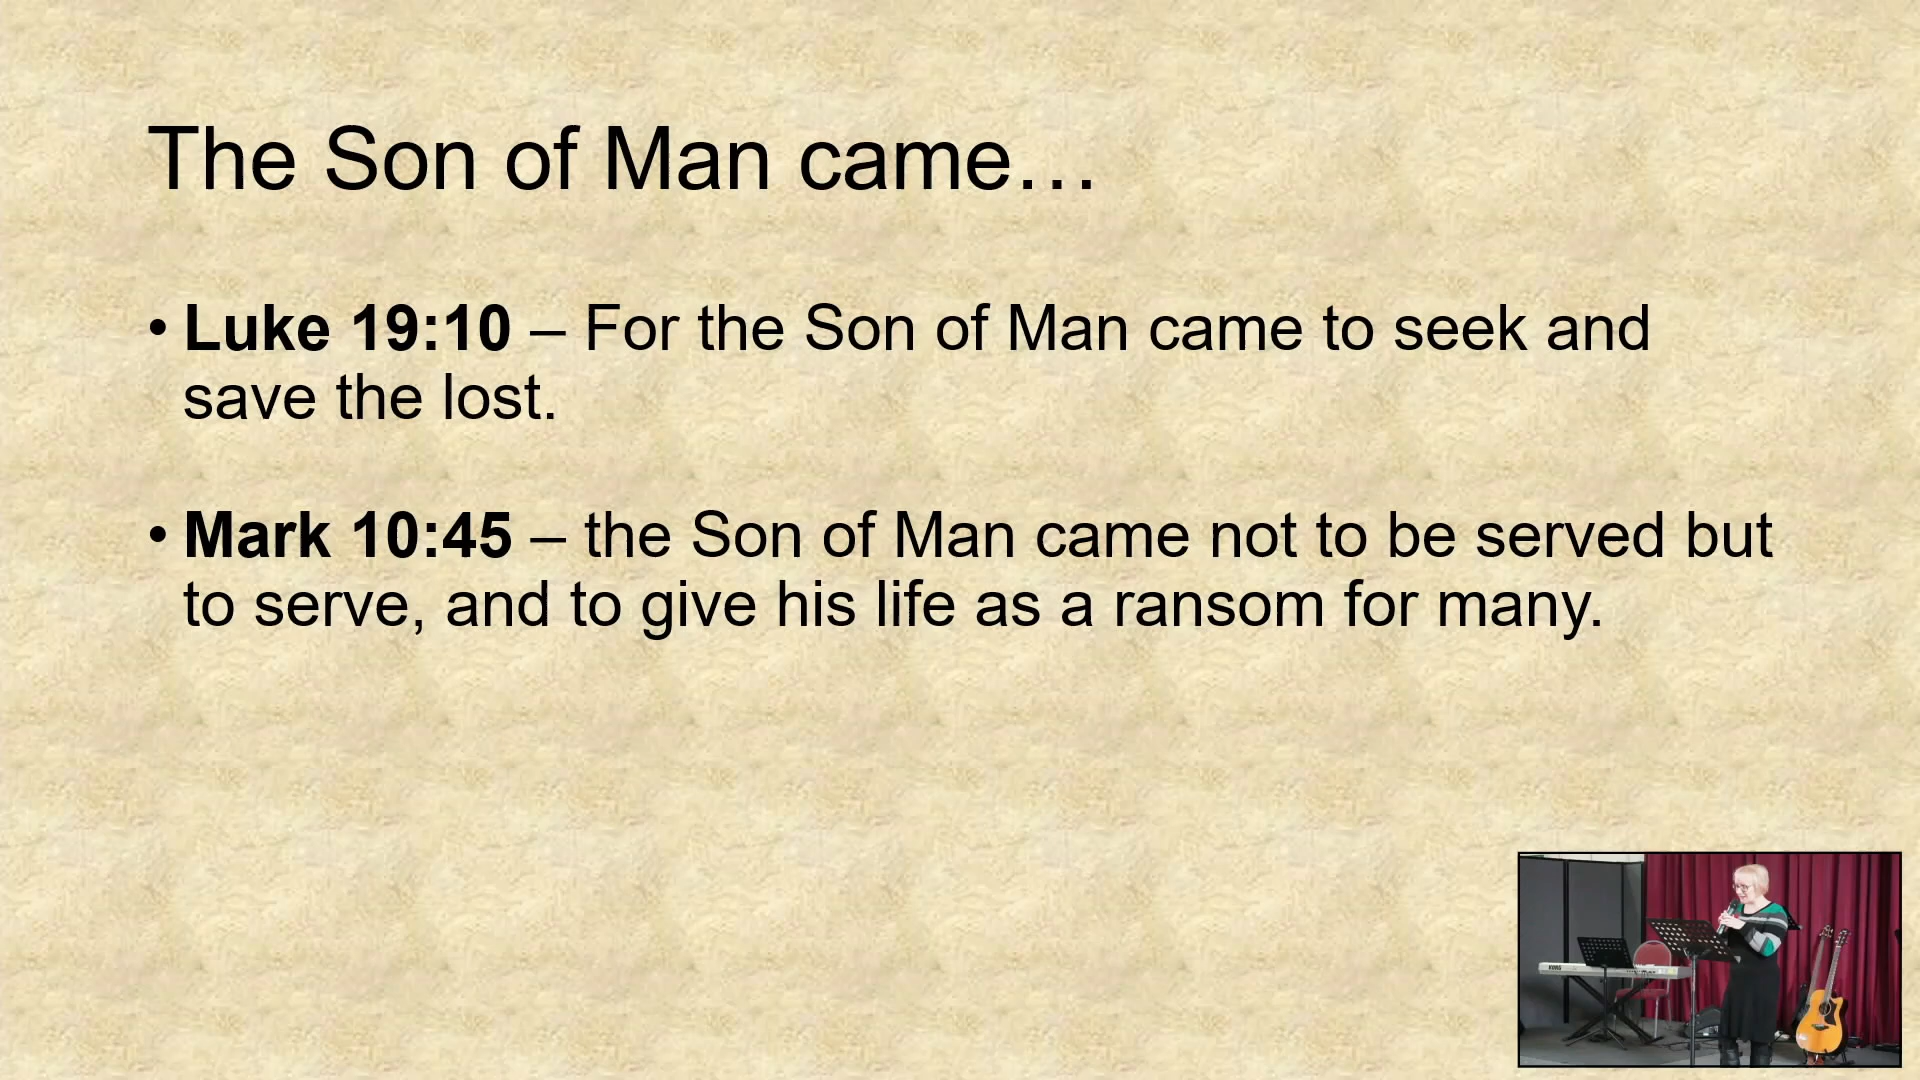 The Son of Man came…
• Luke 19:10 – For the Son of Man came to seek and
save the lost.
• Mark 10:45 – the Son of Man came not to be served but
to serve, and to give his life as a ransom for many.
KORG